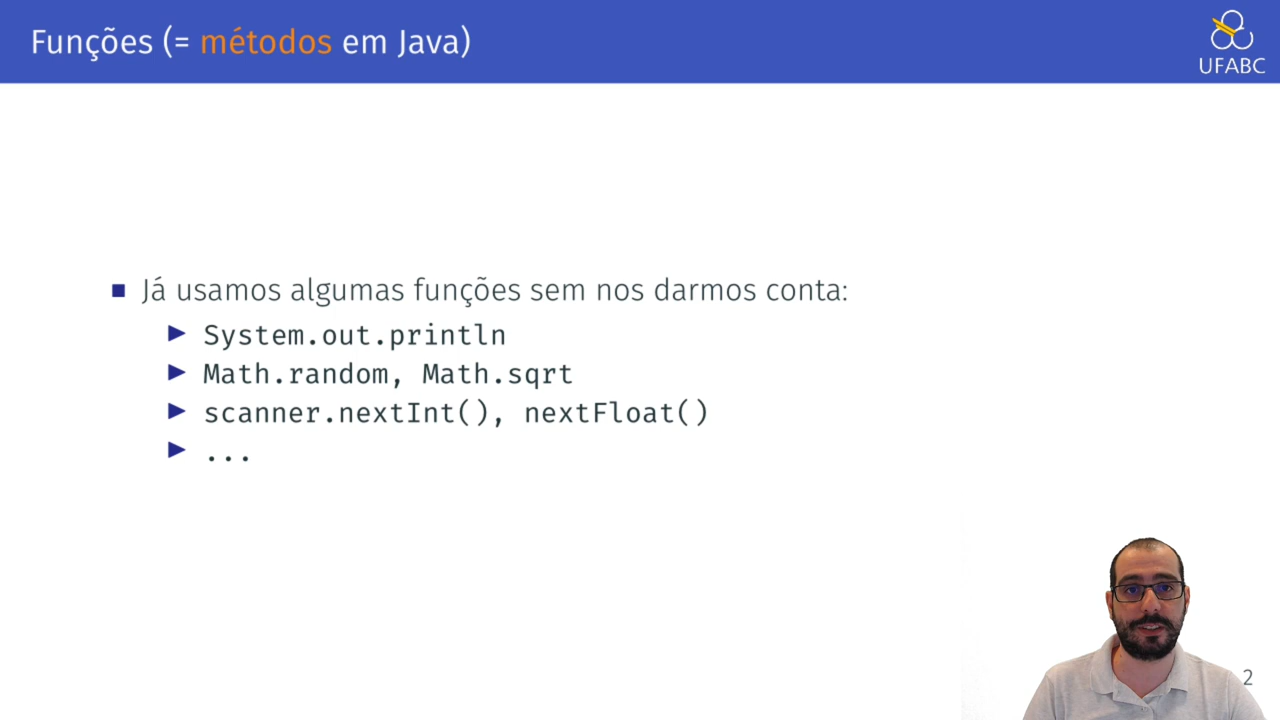 Funções (= métodos em Java)
UFABC
Já usamos algumas funções sem nos darmos conta:
System.out.println
Math.random, Math.sqrt
scanner.nextInt(), nextFloat()
...
2